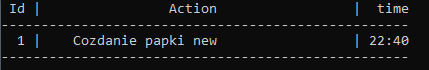 Id | Action | time
1 | Cozdanie papki new | 22:40